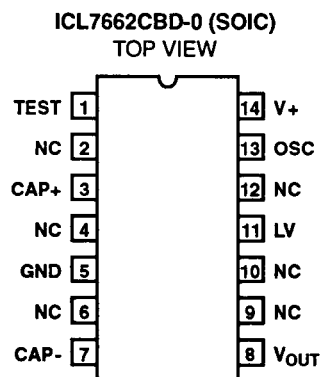 ICL7662CBD-0 (SOIC)
TOP VIEW
TEST 1 14 V+
NC 2 13 OSC
CAP+ 3 12 NC
NC 4 11 LV
GND 5 10 NC
NC 6 9 NC
CAP- 7 8 VOUT